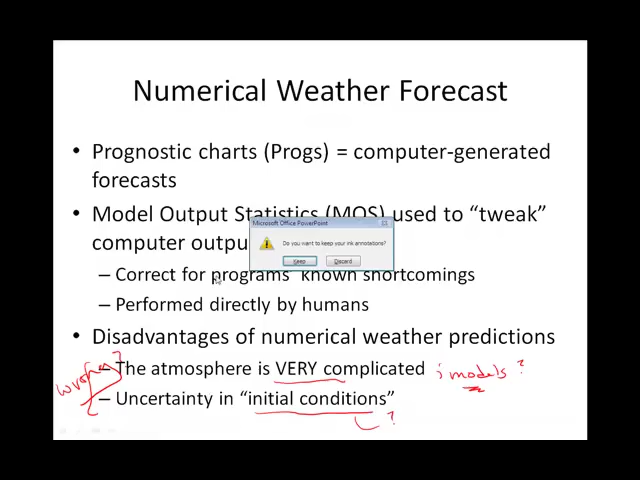 Numerical Weather Forecast
• Prognostic charts (Progs) = computer-generated
forecasts
• Model Output Statistics (MOS) used to “tweak”
computer outpu
Microsoft Office PowerPoint
Do you want to keep your ink annotations?
Keep
Discard
– Correct for programs' known shortcomings
– Performed directly by humans
• Disadvantages of numerical weather predictions
– The atmosphere is VERY complicated ; models ?
– Uncertainty in “initial conditions”
?